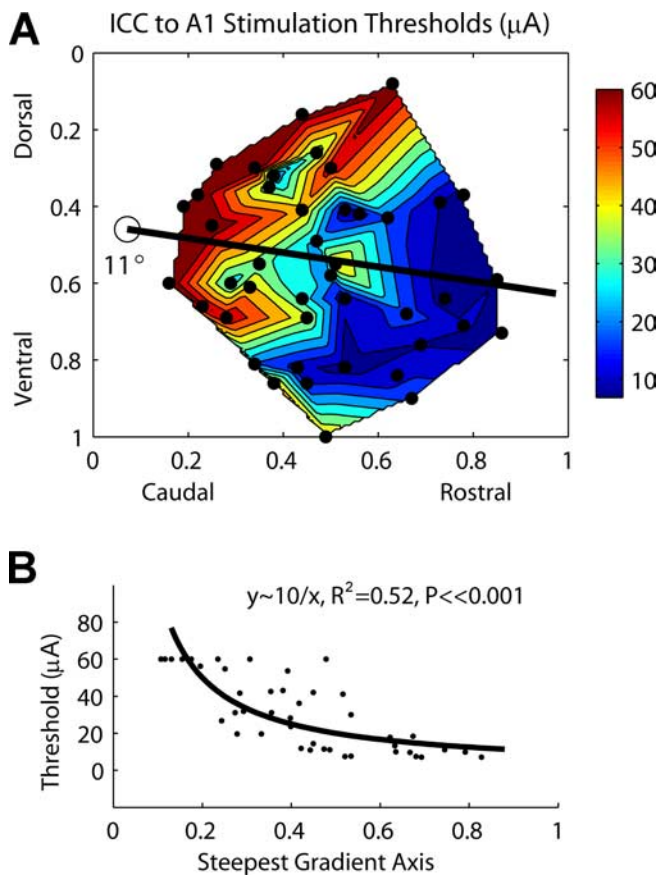 A
ICC to A1 Stimulation Thresholds (μA)
0
0.2
0.4
0.6
0.8
1
Dorsal
Ventral
11°
0 0.2 0.4 0.6 0.8 1
Caudal Rostral
60
50
40
30
20
10
B
y~10/x, R²=0.52, P<<0.001
Threshold (μA)
80
60
40
20
0
0 0.2 0.4 0.6 0.8 1
Steepest Gradient Axis